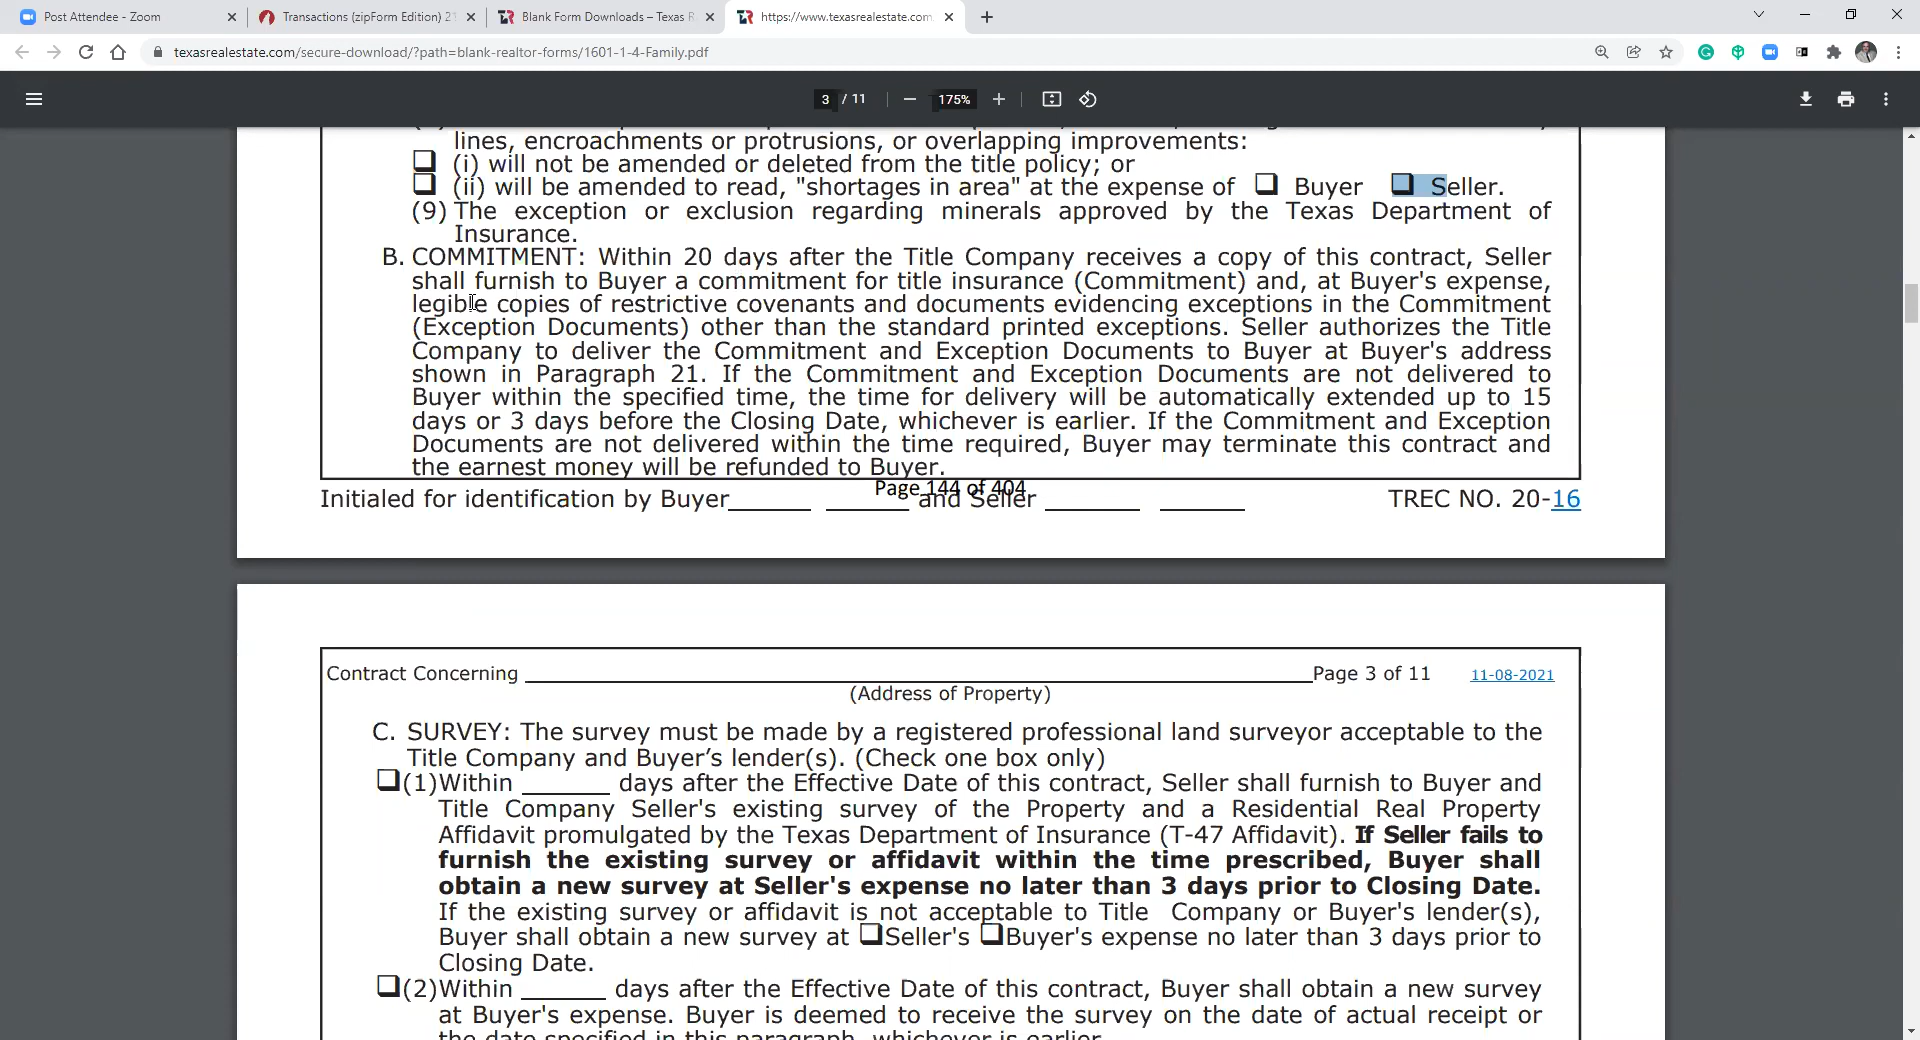 Post Attendee - Zoom
Transactions (zipForm Edition) 2
Blank Form Downloads – Texas R
https://www.texasrealestate.com
texasrealestate.com/secure-download/?path=blank-realtor-forms/1601-1-4-Family.pdf
3 / 11
175%
lines, encroachments or protrusions, or overlapping improvements:
(i) will not be amended or deleted from the title policy; or
(ii) will be amended to read, "shortages in area" at the expense of Buyer Seller.
(9) The exception or exclusion regarding minerals approved by the Texas Department of
Insurance.
B. COMMITMENT: Within 20 days after the Title Company receives a copy of this contract, Seller
shall furnish to Buyer a commitment for title insurance (Commitment) and, at Buyer's expense,
legible copies of restrictive covenants and documents evidencing exceptions in the Commitment
(Exception Documents) other than the standard printed exceptions. Seller authorizes the Title
Company to deliver the Commitment and Exception Documents to Buyer at Buyer's address
shown in Paragraph 21. If the Commitment and Exception Documents are not delivered to
Buyer within the specified time, the time for delivery will be automatically extended up to 15
days or 3 days before the Closing Date, whichever is earlier. If the Commitment and Exception
Documents are not delivered within the time required, Buyer may terminate this contract and
the earnest money will be refunded to Buyer.
Page 144 of 404
Initialed for identification by Buyer______ ______ and Seller ______ ______ TREC NO. 20-16
Contract Concerning ______ Page 3 of 11 11-08-2021
(Address of Property)
C. SURVEY: The survey must be made by a registered professional land surveyor acceptable to the
Title Company and Buyer’s lender(s). (Check one box only)
(1)Within ______ days after the Effective Date of this contract, Seller shall furnish to Buyer and
Title Company Seller's existing survey of the Property and a Residential Real Property
Affidavit promulgated by the Texas Department of Insurance (T-47 Affidavit). If Seller fails to
furnish the existing survey or affidavit within the time prescribed, Buyer shall
obtain a new survey at Seller's expense no later than 3 days prior to Closing Date.
If the existing survey or affidavit is not acceptable to Title Company or Buyer's lender(s),
Buyer shall obtain a new survey at Seller's Buyer's expense no later than 3 days prior to
Closing Date.
(2)Within ______ days after the Effective Date of this contract, Buyer shall obtain a new survey
at Buyer's expense. Buyer is deemed to receive the survey on the date of actual receipt or
the date specified in this paragraph, whichever is earlier.